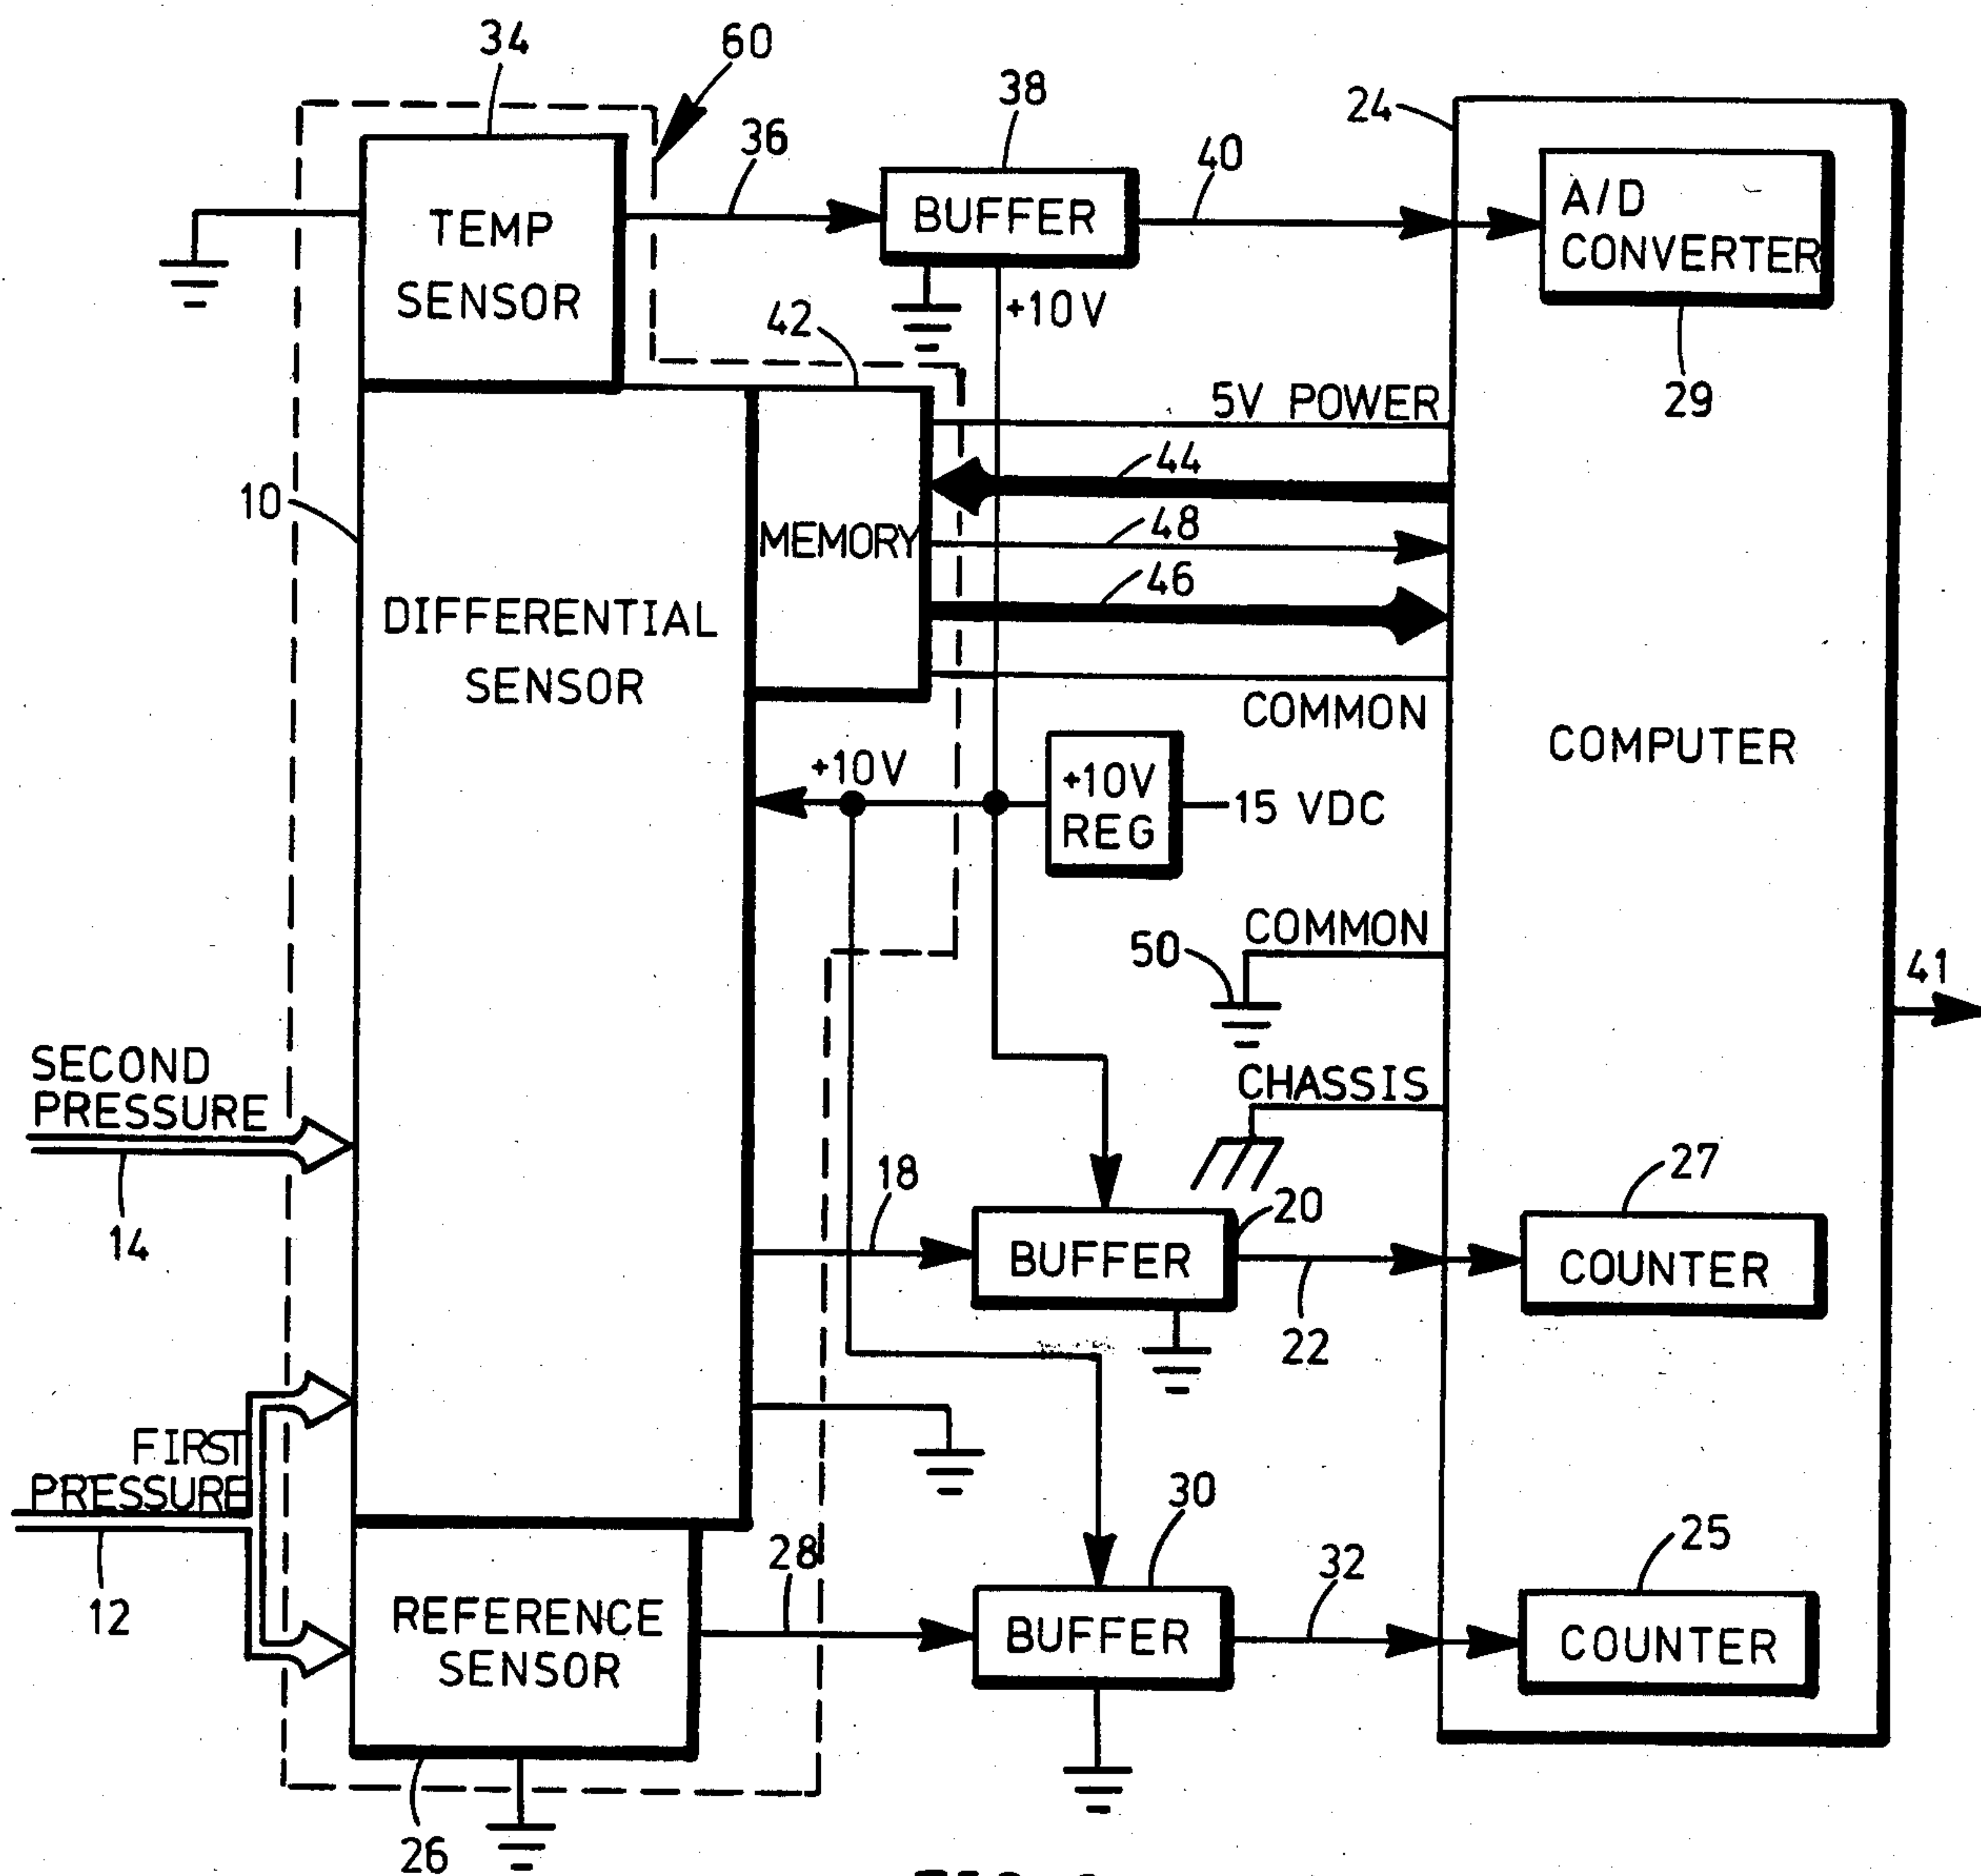 34
60
38
24
36
40
TEMP
SENSOR
BUFFER
A/D
CONVERTER
+10V
42
29
5V POWER
44
10
48
MEMORY
46
DIFFERENTIAL
SENSOR
COMMON
COMPUTER
+10V
+10V
REG
15 VDC
COMMON
50
41
SECOND
PRESSURE
CHASSIS
14
18
20
27
BUFFER
COUNTER
22
FIRST
PRESSURE
12
28
30
32
25
REFERENCE
SENSOR
BUFFER
COUNTER
26